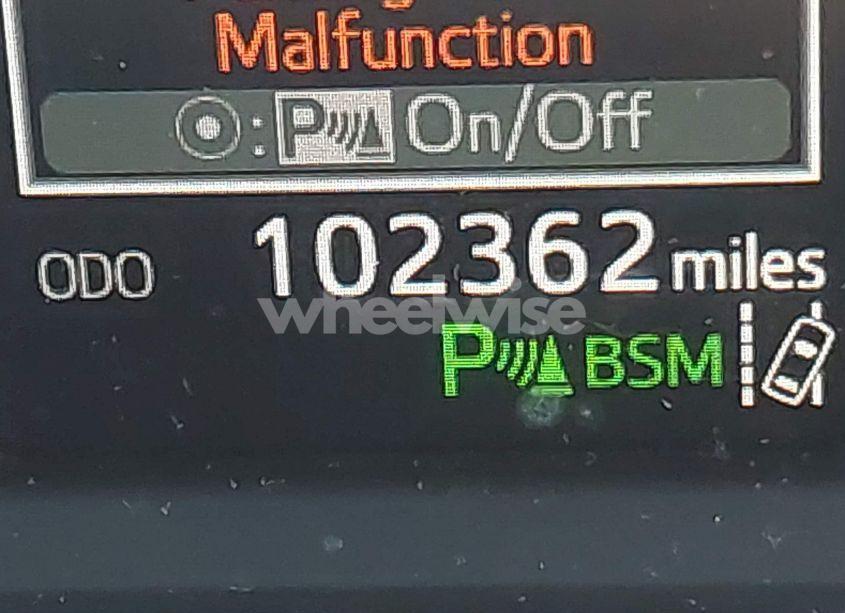 Malfunction
: P On/Off
ODO 102362 miles
wheelwise
P BSM